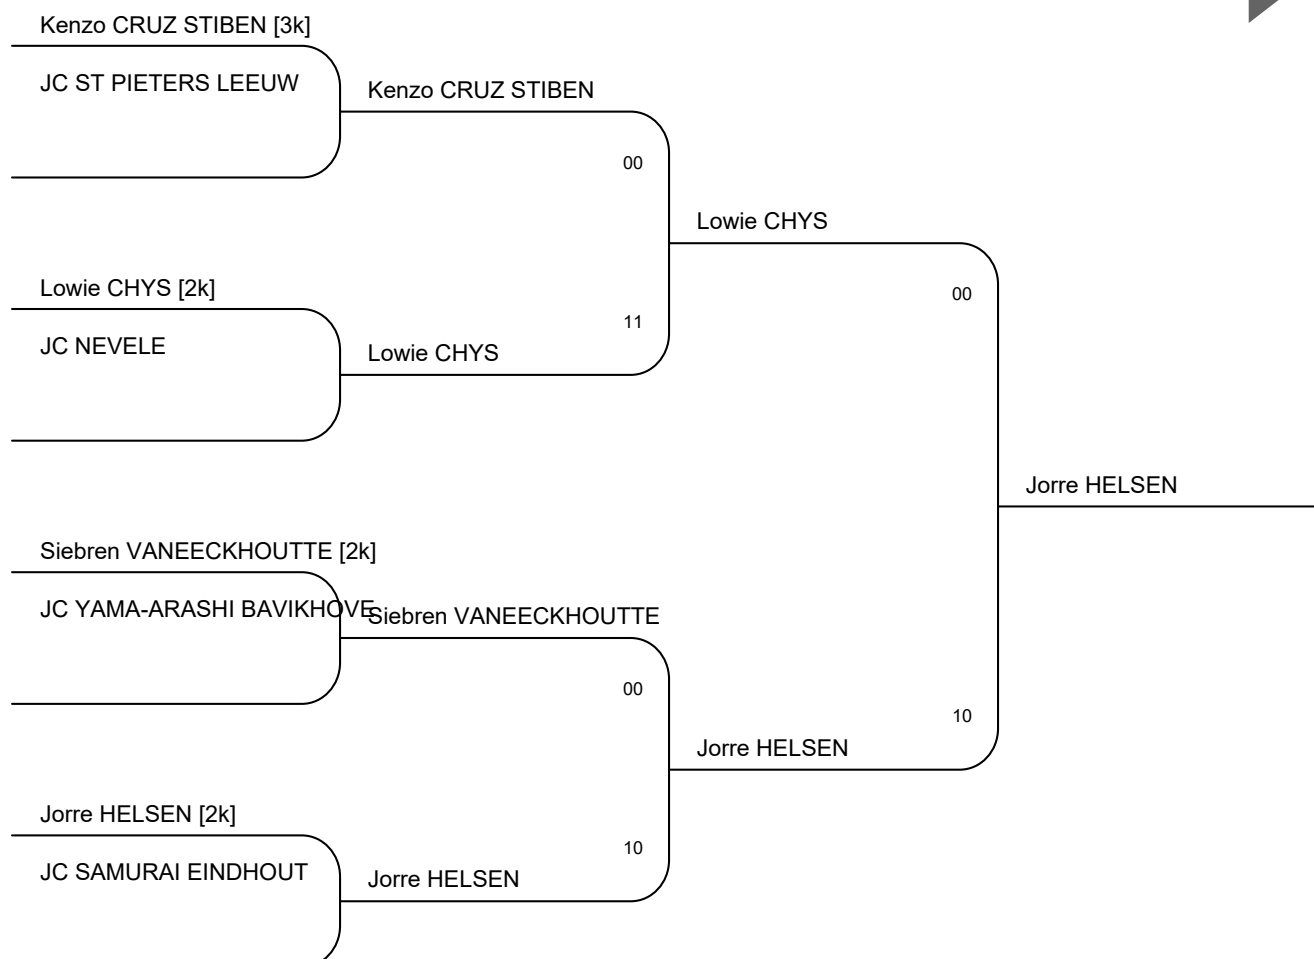 Kenzo CRUZ STIBEN [3k]
JC ST PIETERS LEEUW
Kenzo CRUZ STIBEN
00
Lowie CHYS
00
Lowie CHYS [2k]
11
JC NEVELE
Lowie CHYS
Jorre HELSEN
Siebren VANEECKHOUTTE [2k]
JC YAMA-ARASHI BAVIKHOVE
Siebren VANEECKHOUTTE
00
10
Jorre HELSEN
Jorre HELSEN [2k]
10
JC SAMURAI EINDHOUT
Jorre HELSEN